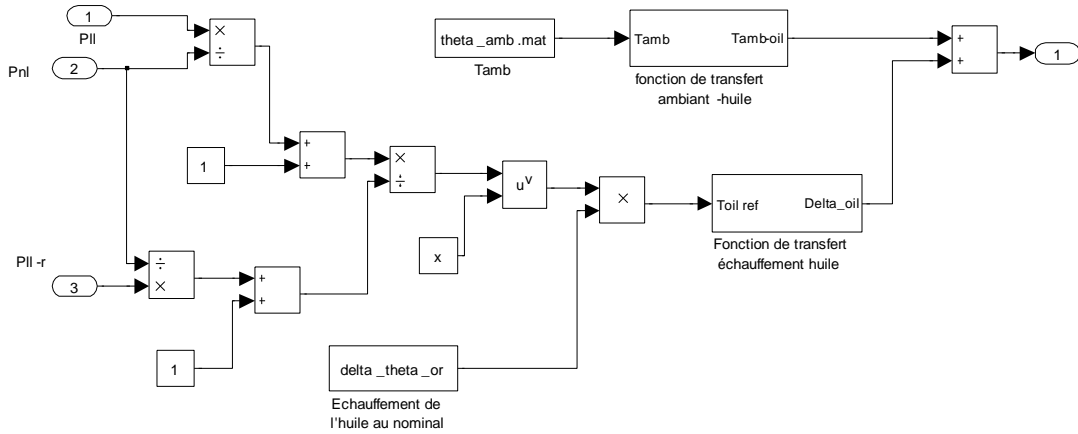 1
Pll
Pnl
2
×
÷
theta _amb .mat
Tamb
Tamb
Tamb-oil
fonction de transfert
ambiant -huile
+
+
1
1
+
+
×
÷
u^v
x
×
Toil ref
Delta_oil
Fonction de transfert
échauffement huile
Pll -r
3
÷
×
+
+
1
delta _theta _or
Echauffement de
l'huile au nominal